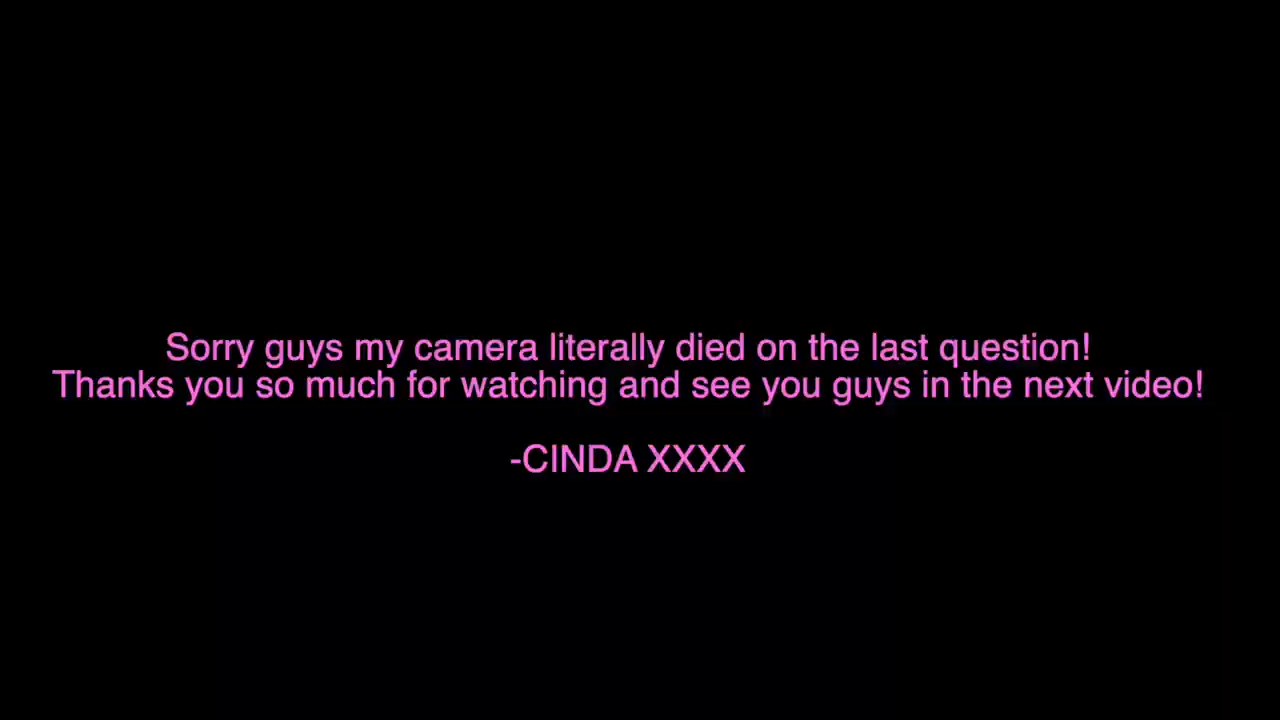 Sorry guys my camera literally died on the last question!
Thanks you so much for watching and see you guys in the next video!
-CINDA XXXX